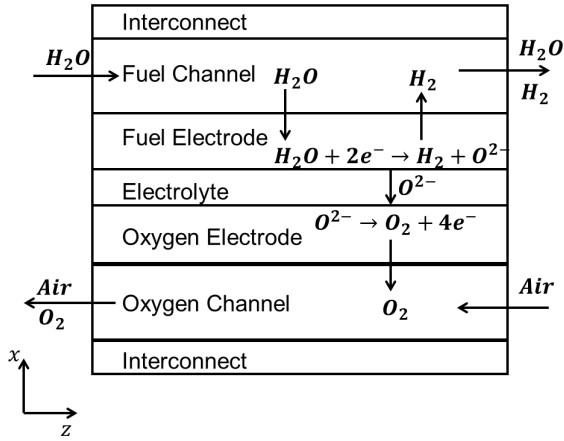 Interconnect
H₂O
Fuel Channel
H₂O
H₂
H₂O
H₂
Fuel Electrode
H₂O + 2e⁻ → H₂ + O²⁻
Electrolyte
O²⁻
O²⁻ → O₂ + 4e⁻
Oxygen Electrode
Air
O₂
Oxygen Channel
O₂
Air
Interconnect
x
z